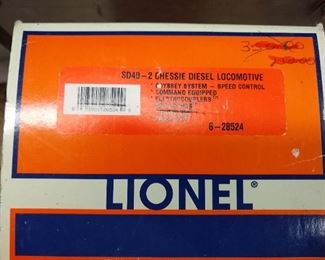 SD40-2 CHESSIE DIESEL LOCOMOTIVE
ODYSSEY SYSTEM - SPEED CONTROL
COMMAND EQUIPPED
ELECTROCOUPLERS
6-28524
LIONEL®